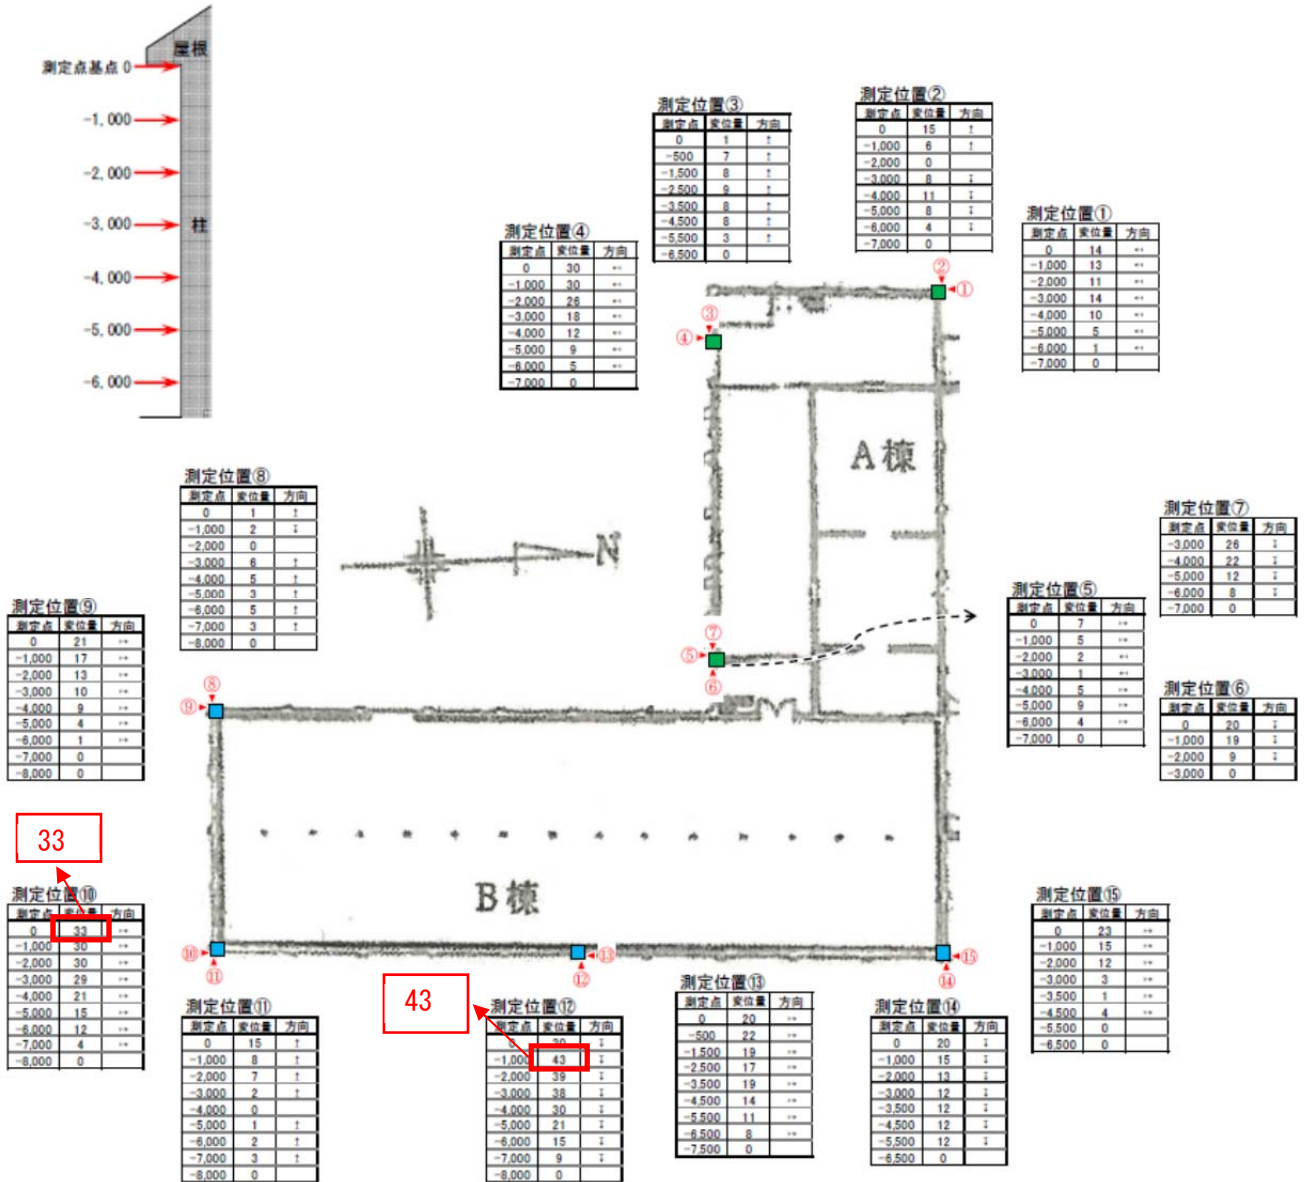 屋根
測定点基点 0
-1,000
-2,000
-3,000
柱
-4,000
-5,000
-6,000
測定位置③
測定点 変位量 方向
0 1 ↑
-500 7 ↑
-1,500 8 ↑
-2,500 9 ↑
-3,500 8 ↑
-4,500 8 ↑
-5,500 3 ↑
-6,500 0
測定位置②
測定点 変位量 方向
0 15 ↑
-1,000 6 ↑
-2,000 0
-3,000 8 ↓
-4,000 11 ↓
-5,000 8 ↓
-6,000 4 ↓
-7,000 0
測定位置①
測定点 変位量 方向
0 14 ←
-1,000 13 ←
-2,000 11 ←
-3,000 14 ←
-4,000 10 ←
-5,000 5 ←
-6,000 1 ←
-7,000 0
測定位置④
測定点 変位量 方向
0 30 ←
-1,000 30 ←
-2,000 26 ←
-3,000 18 ←
-4,000 12 ←
-5,000 9 ←
-6,000 5 ←
-7,000 0
②
①
③
④
A棟
測定位置⑧
測定点 変位量 方向
0 1 ↑
-1,000 2 ↓
-2,000 0
-3,000 6 ↑
-4,000 5 ↑
-5,000 3 ↑
-6,000 5 ↑
-7,000 3 ↑
-8,000 0
N
測定位置⑦
測定点 変位量 方向
-3,000 26 ↓
-4,000 22 ↓
-5,000 12 ↓
-6,000 8 ↓
-7,000 0
測定位置⑤
測定点 変位量 方向
0 7 →
-1,000 5 →
-2,000 2 ←
-3,000 1 ←
-4,000 5 →
-5,000 9 →
-6,000 4 →
-7,000 0
測定位置⑥
測定点 変位量 方向
0 20 ↓
-1,000 19 ↓
-2,000 9 ↓
-3,000 0
測定位置⑨
測定点 変位量 方向
0 21 →
-1,000 17 →
-2,000 13 →
-3,000 10 →
-4,000 9 →
-5,000 4 →
-6,000 1 →
-7,000 0
-8,000 0
⑦
⑤
⑥
⑧
⑨
33
B棟
測定位置⑩
測定点 変位量 方向
0 33 →
-1,000 30 →
-2,000 30 →
-3,000 29 →
-4,000 21 →
-5,000 15 →
-6,000 12 →
-7,000 4 →
-8,000 0
⑩
⑪
⑬
⑫
⑮
⑭
43
測定位置⑪
測定点 変位量 方向
0 15 ↑
-1,000 8 ↑
-2,000 7 ↑
-3,000 2 ↑
-4,000 0
-5,000 1 ↑
-6,000 2 ↑
-7,000 3 ↑
-8,000 0
測定位置⑫
測定点 変位量 方向
0 30 ↓
-1,000 43 ↓
-2,000 39 ↓
-3,000 38 ↓
-4,000 30 ↓
-5,000 21 ↓
-6,000 15 ↓
-7,000 9 ↓
-8,000 0
測定位置⑬
測定点 変位量 方向
0 20 →
-500 22 →
-1,500 19 →
-2,500 17 →
-3,500 19 →
-4,500 14 →
-5,500 11 →
-6,500 8 →
-7,500 0
測定位置⑭
測定点 変位量 方向
0 20 ↓
-1,000 15 ↓
-2,000 13 ↓
-3,000 12 ↓
-3,500 12 ↓
-4,500 12 ↓
-5,500 12 ↓
-6,500 0
測定位置⑮
測定点 変位量 方向
0 23 →
-1,000 15 →
-2,000 12 →
-3,000 3 →
-3,500 1 →
-4,500 4 →
-5,500 0
-6,500 0